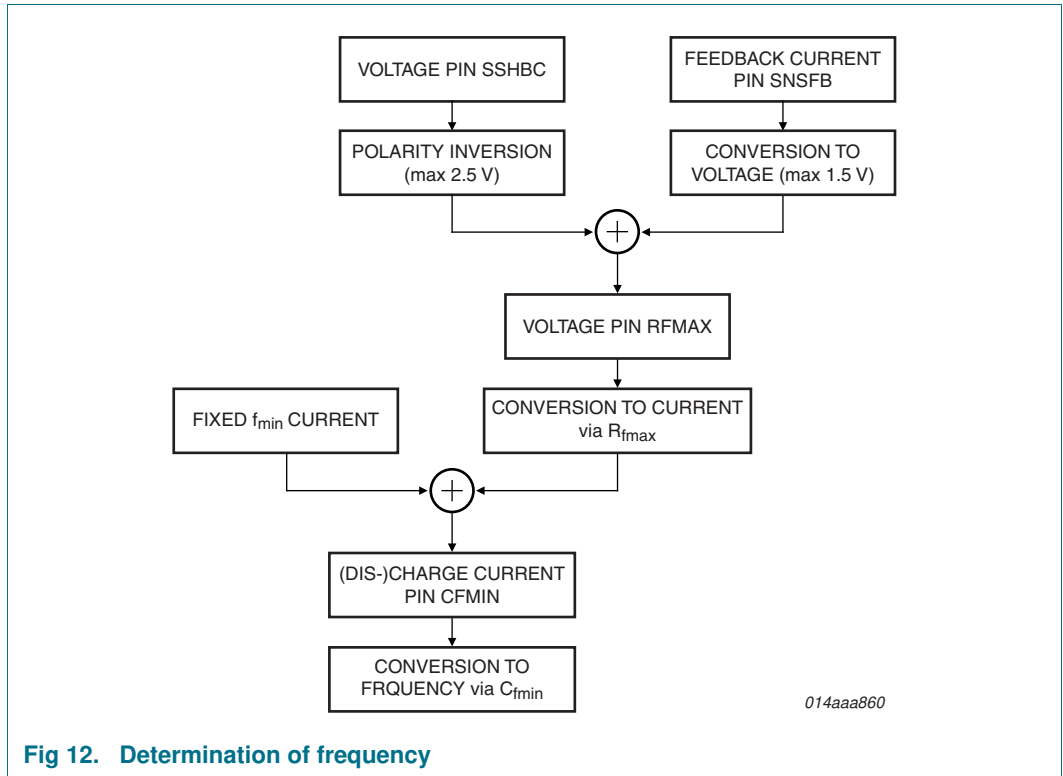 VOLTAGE PIN SSHBC
FEEDBACK CURRENT
PIN SNSFB
POLARITY INVERSION
(max 2.5 V)
CONVERSION TO
VOLTAGE (max 1.5 V)
+
VOLTAGE PIN RFMAX
FIXED fmin CURRENT
CONVERSION TO CURRENT
via Rfmax
+
(DIS-)CHARGE CURRENT
PIN CFMIN
CONVERSION TO
FRQUENCY via Cfmin
014aaa860
Fig 12. Determination of frequency